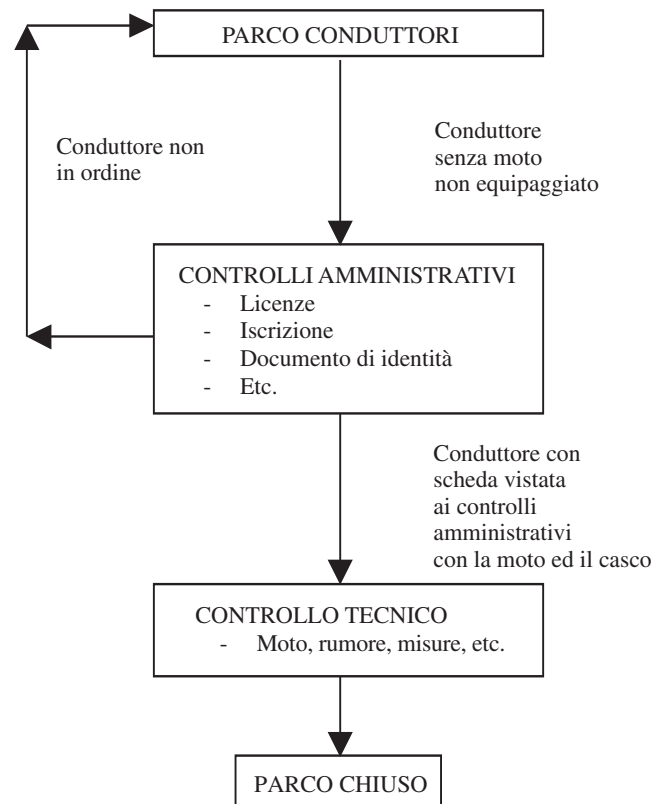 PARCO CONDUTTORI
Conduttore non
in ordine
Conduttore
senza moto
non equipaggiato
CONTROLLI AMMINISTRATIVI
- Licenze
- Iscrizione
- Documento di identità
- Etc.
Conduttore con
scheda vistata
ai controlli
amministrativi
con la moto ed il casco
CONTROLLO TECNICO
- Moto, rumore, misure, etc.
PARCO CHIUSO